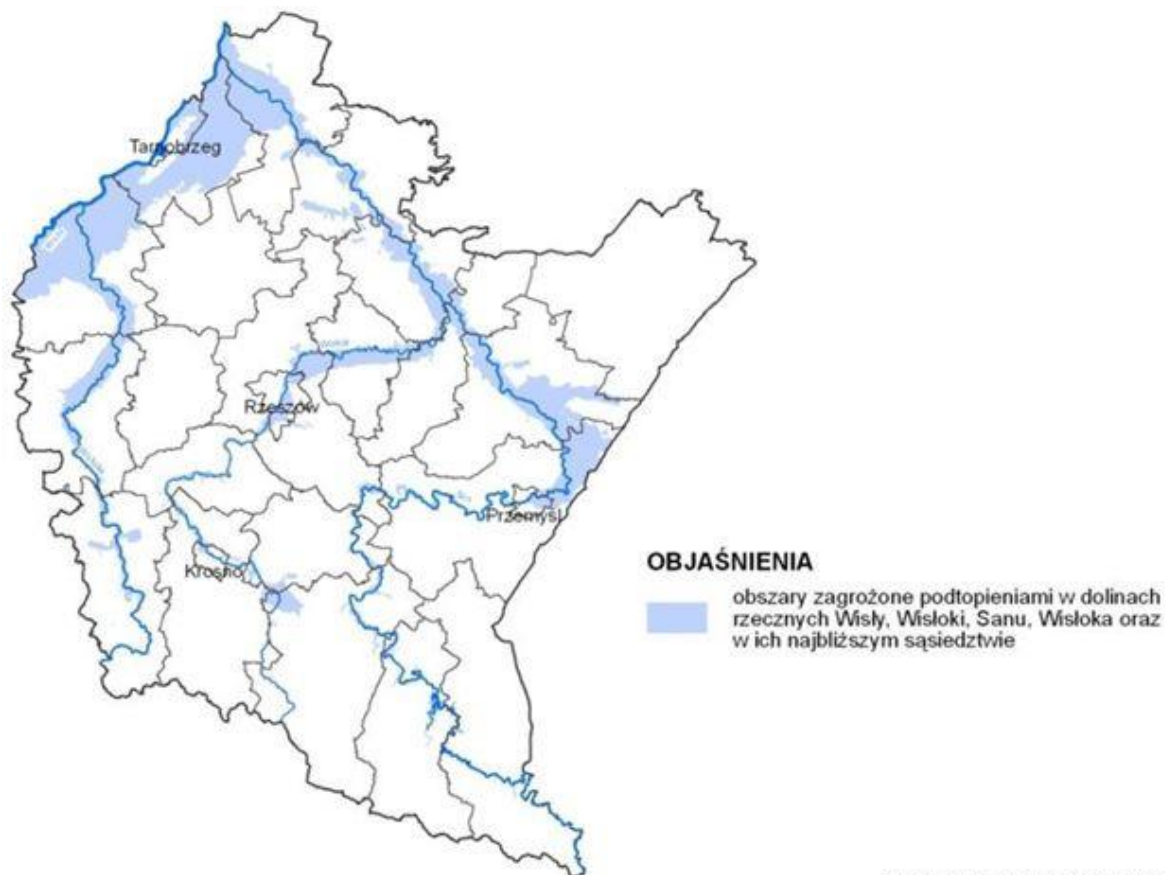 Tarnobrzeg
Rzeszów
Przemyśl
Krosno
OBJAŚNIENIA
obszary zagrożone podtopieniami w dolinach
rzecznych Wisły, Wisłoki, Sanu, Wisłoka oraz
w ich najbliższym sąsiedztwie